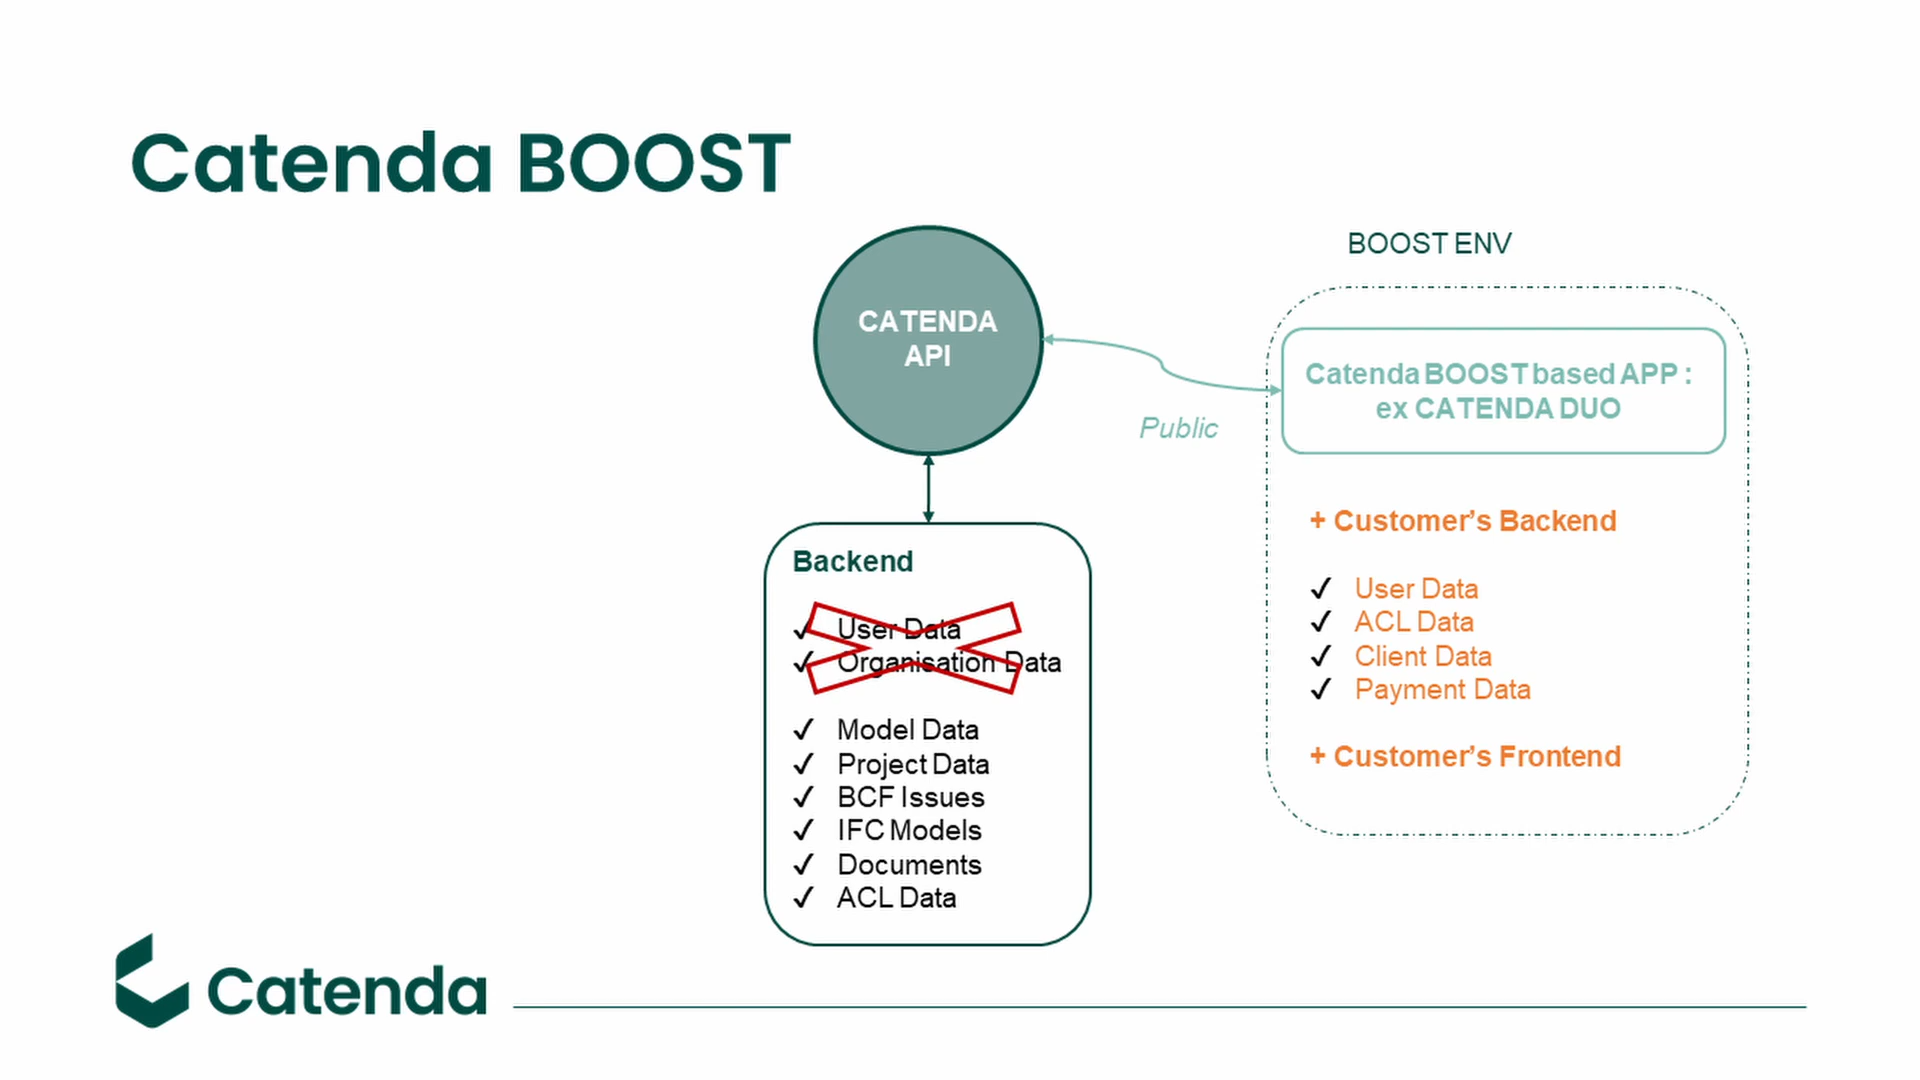 Catenda BOOST
CATENDA
API
Public
BOOST ENV
Catenda BOOST based APP :
ex CATENDA DUO
+ Customer’s Backend
✓ User Data
✓ ACL Data
✓ Client Data
✓ Payment Data
+ Customer’s Frontend
Backend
✓ User Data
✓ Organisation Data
✓ Model Data
✓ Project Data
✓ BCF Issues
✓ IFC Models
✓ Documents
✓ ACL Data
Catenda